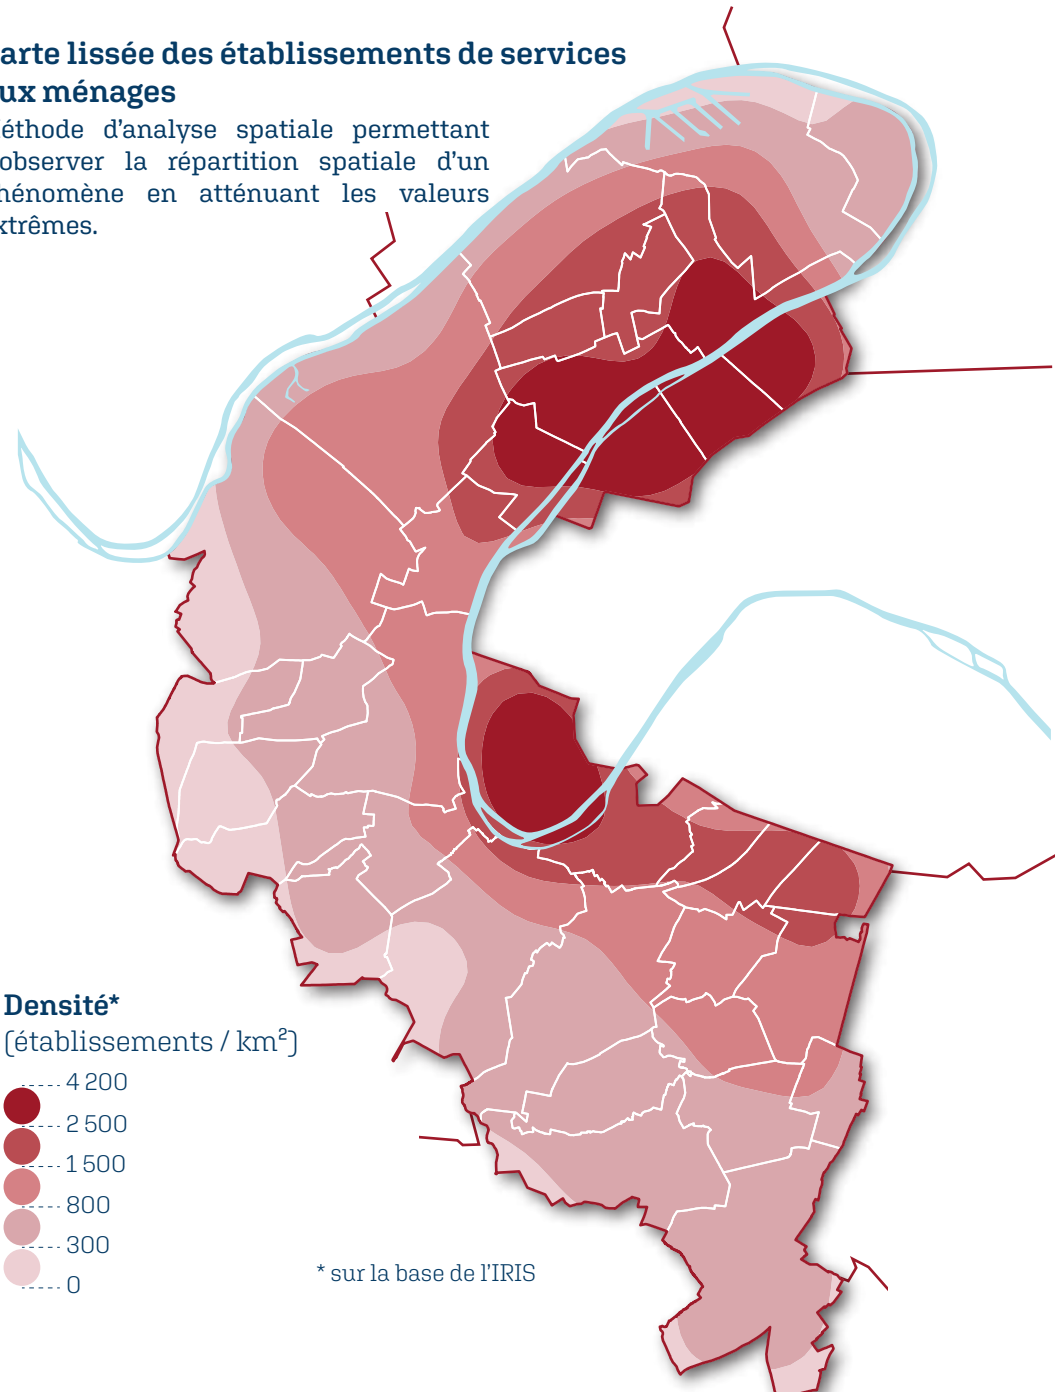 arte lissée des établissements de services
ux ménages
éthode d'analyse spatiale permettant
observer la répartition spatiale d'un
hénomène en atténuant les valeurs
xtrêmes.
Densité*
(établissements / km²)
4 200
2 500
1 500
800
300
0
* sur la base de l'IRIS